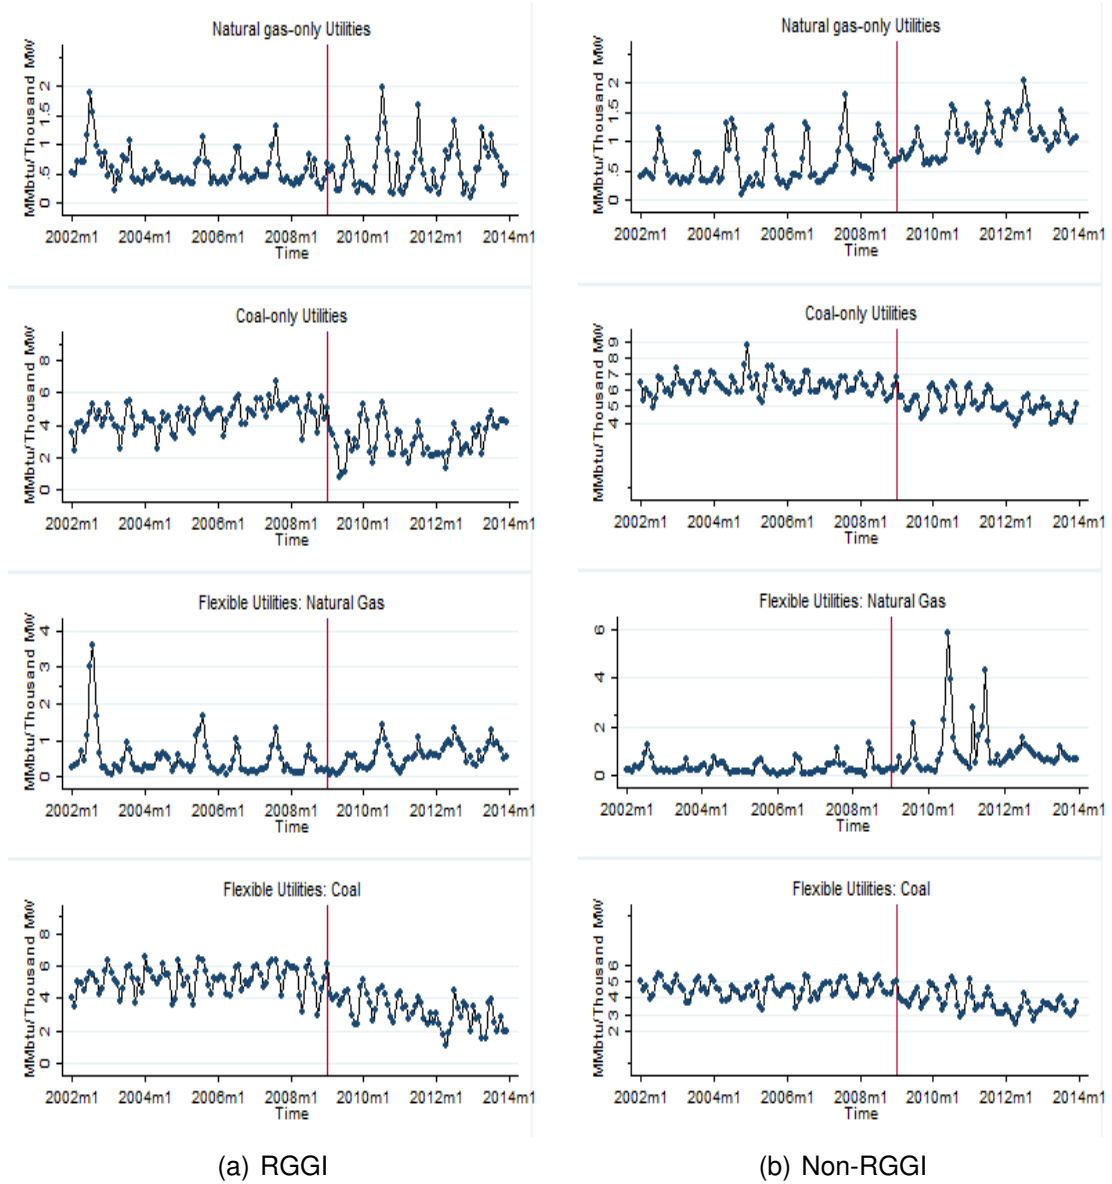 Natural gas-only Utilities
MMbtu/Thousand MW
2
1.5
1
.5
0
2002m1 2004m1 2006m1 2008m1 2010m1 2012m1 2014m1
Time
Coal-only Utilities
MMbtu/Thousand MW
8
6
4
2
0
2002m1 2004m1 2006m1 2008m1 2010m1 2012m1 2014m1
Time
Flexible Utilities: Natural Gas
MMbtu/Thousand MW
4
3
2
1
0
2002m1 2004m1 2006m1 2008m1 2010m1 2012m1 2014m1
Time
Flexible Utilities: Coal
MMbtu/Thousand MW
8
6
4
2
0
2002m1 2004m1 2006m1 2008m1 2010m1 2012m1 2014m1
Time
(a) RGGI
Natural gas-only Utilities
MMbtu/Thousand MW
2
1.5
1
.5
0
2002m1 2004m1 2006m1 2008m1 2010m1 2012m1 2014m1
Time
Coal-only Utilities
MMbtu/Thousand MW
9
8
7
6
5
4
2002m1 2004m1 2006m1 2008m1 2010m1 2012m1 2014m1
Time
Flexible Utilities: Natural Gas
MMbtu/Thousand MW
6
4
2
0
2002m1 2004m1 2006m1 2008m1 2010m1 2012m1 2014m1
Time
Flexible Utilities: Coal
MMbtu/Thousand MW
6
5
4
3
2
2002m1 2004m1 2006m1 2008m1 2010m1 2012m1 2014m1
Time
(b) Non-RGGI